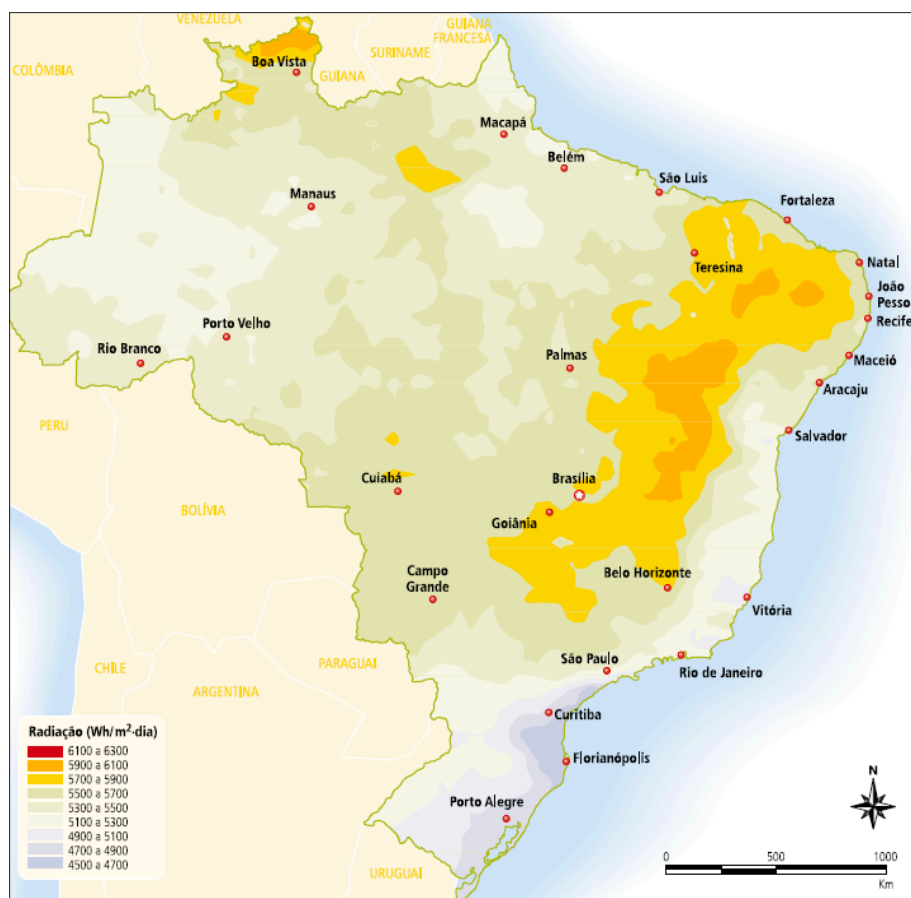 VENEZUELA
GUIANA
FRANCESA
SURINAME
COLÔMBIA
GUIANA
Boa Vista
Macapá
Belém
São Luis
Fortaleza
Manaus
Teresina
Natal
João
Pesso
Recife
Porto Velho
Rio Branco
Palmas
Maceió
Aracaju
PERU
Salvador
Cuiabá
Brasília
Goiânia
BOLÍVIA
Campo
Grande
Belo Horizonte
Vitória
CHILE
PARAGUAI
São Paulo
Rio de Janeiro
ARGENTINA
Curitiba
Florianópolis
Porto Alegre
URUGUAI
Radiação (Wh/m²·dia)
6100 a 6300
5900 a 6100
5700 a 5900
5500 a 5700
5300 a 5500
5100 a 5300
4900 a 5100
4700 a 4900
4500 a 4700
N
0 500 1000
Km